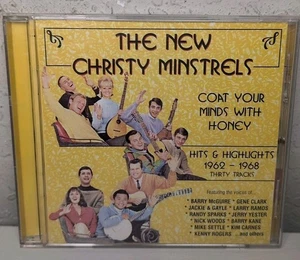 THE NEW
CHRISTY MINSTRELS
COAT YOUR
MINDS WITH
HONEY
HITS & HIGHLIGHTS
1962 - 1968
THIRTY TRACKS
Featuring the voices of...
BARRY McGUIRE * GENE CLARK
* JACKIE & GAYLE * LARRY RAMOS
* RANDY SPARKS * JERRY YESTER
* NICK WOODS * BARRY KANE
* MIKE SETTLE * KIM CARNES
* KENNY ROGERS ... and others